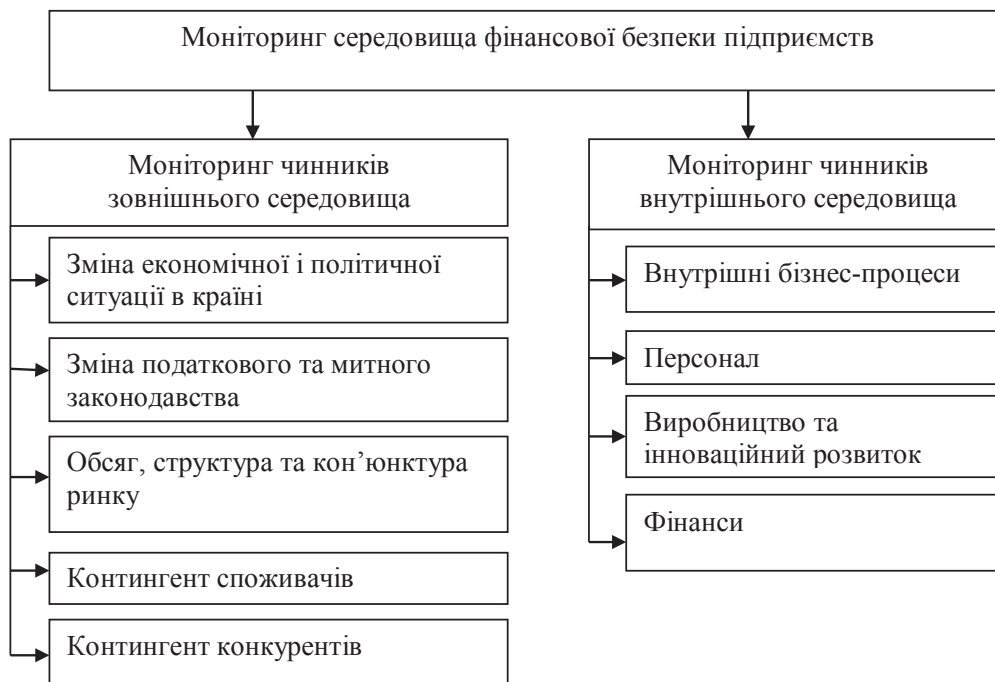 Моніторинг середовища фінансової безпеки підприємств
Моніторинг чинників
зовнішнього середовища
Зміна економічної і політичної
ситуації в країні
Зміна податкового та митного
законодавства
Обсяг, структура та кон’юнктура
ринку
Контингент споживачів
Контингент конкурентів
Моніторинг чинників
внутрішнього середовища
Внутрішні бізнес-процеси
Персонал
Виробництво та
інноваційний розвиток
Фінанси